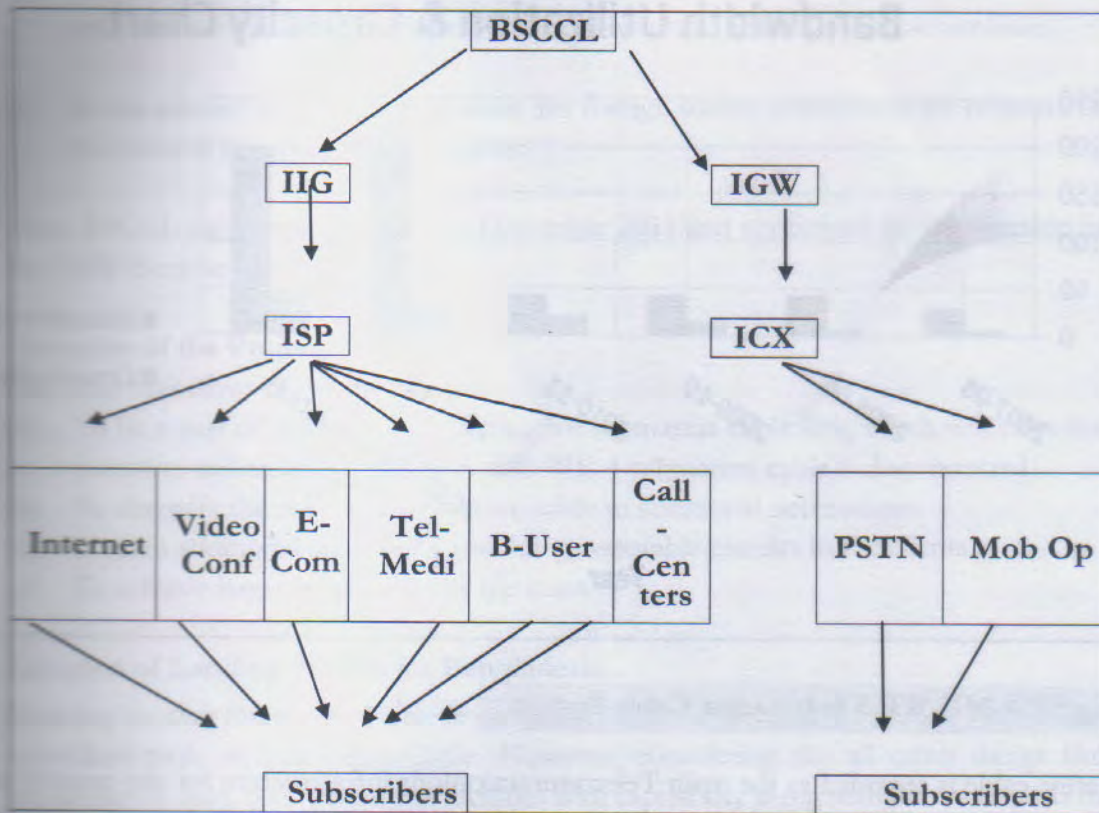 BSCCL
IIG
IGW
ISP
ICX
Internet
Video
Conf
E-
Com
Tel-
Medi
B-User
Call
-
Cen
ters
PSTN
Mob Op
Subscribers
Subscribers